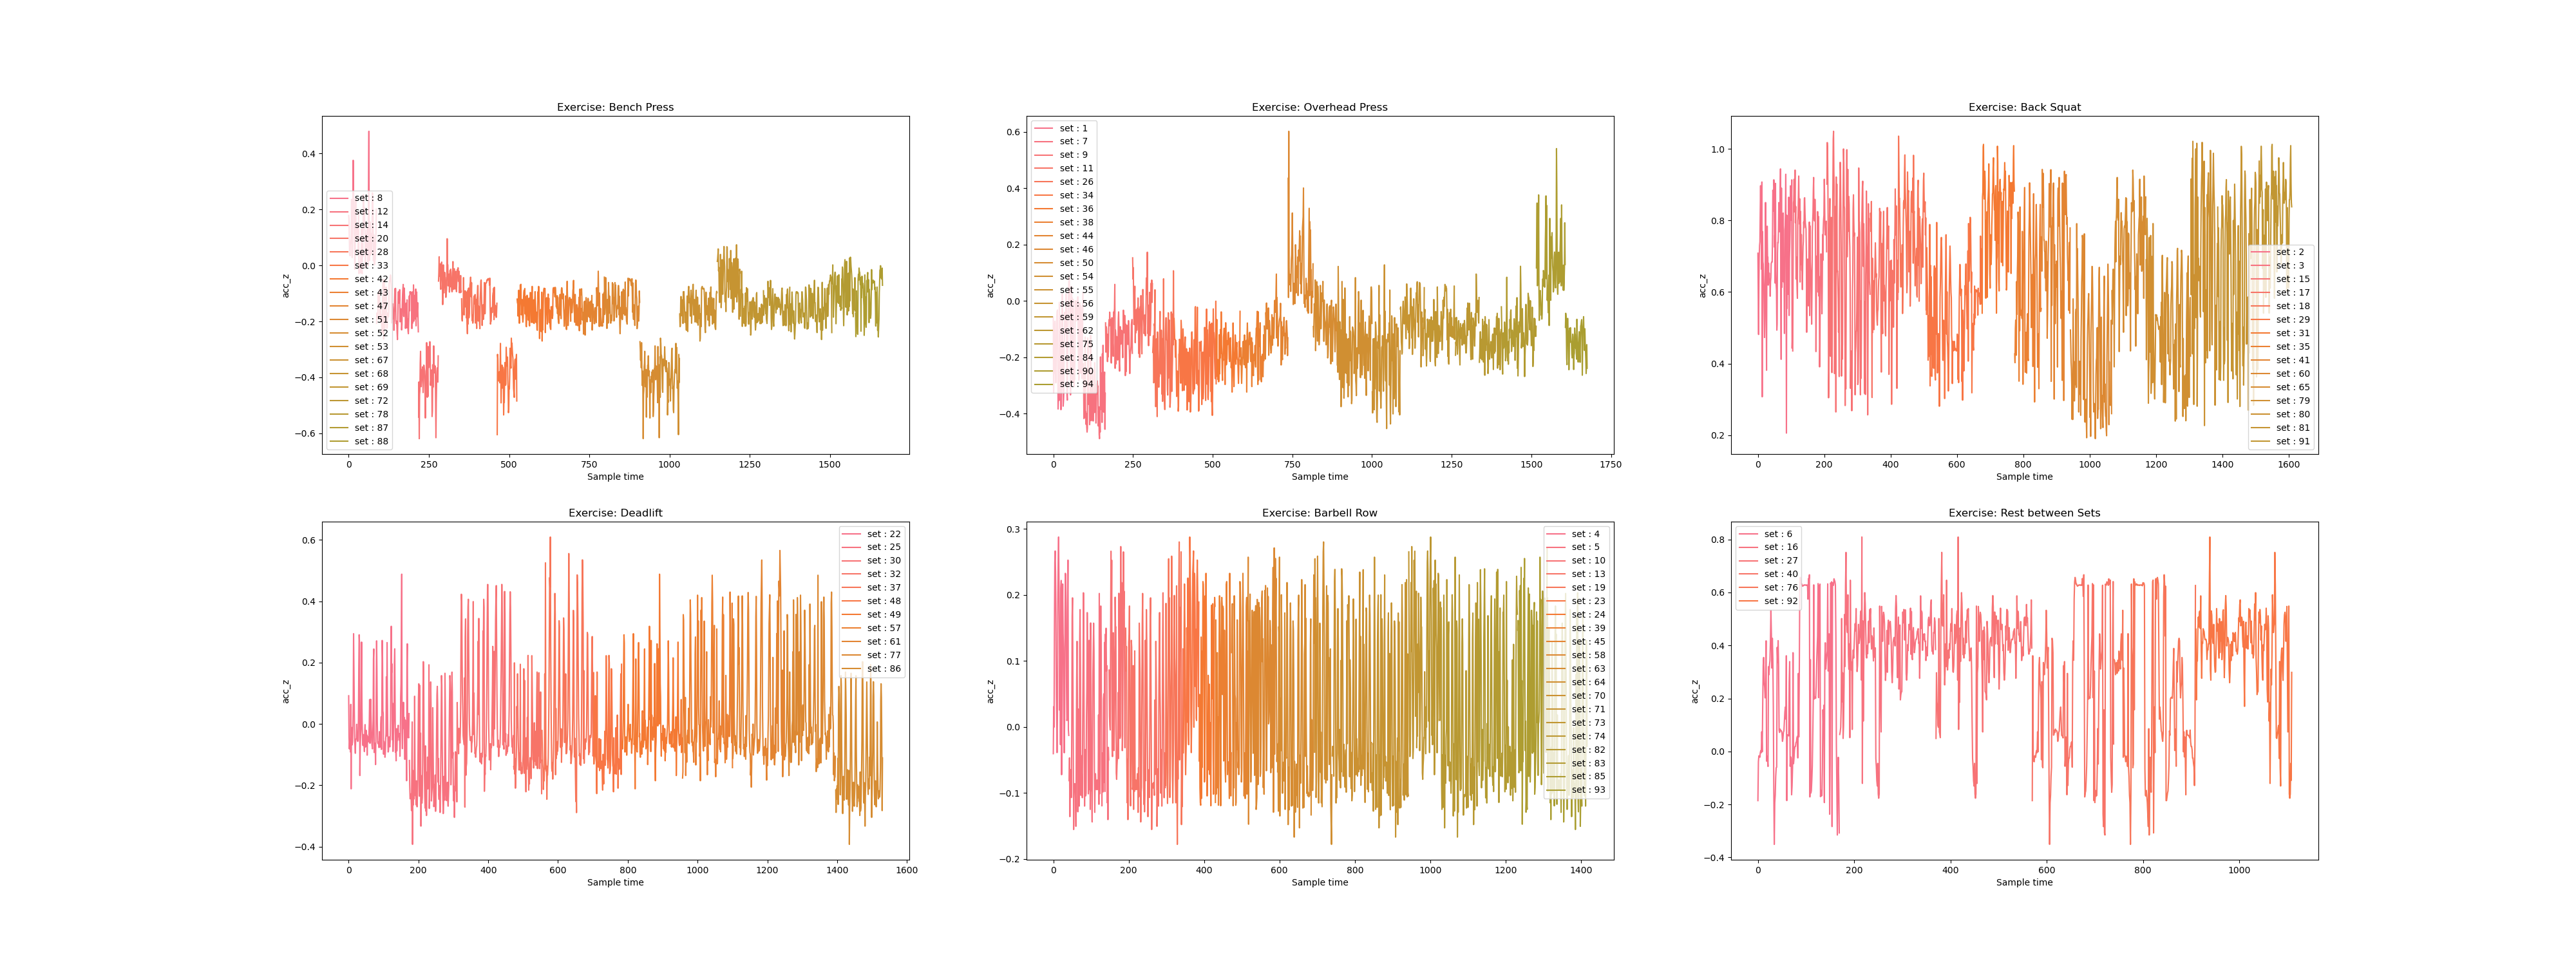 Exercise: Bench Press
acc_z
0.4
0.2
0.0
−0.2
−0.4
−0.6
set : 8
set : 12
set : 14
set : 20
set : 28
set : 33
set : 42
set : 43
set : 47
set : 51
set : 52
set : 53
set : 67
set : 68
set : 69
set : 72
set : 78
set : 87
set : 88
0 250 500 750 1000 1250 1500
Sample time
Exercise: Overhead Press
acc_z
0.6
0.4
0.2
0.0
−0.2
−0.4
set : 1
set : 7
set : 9
set : 11
set : 26
set : 34
set : 36
set : 38
set : 44
set : 46
set : 50
set : 54
set : 55
set : 56
set : 59
set : 62
set : 75
set : 84
set : 90
set : 94
0 250 500 750 1000 1250 1500 1750
Sample time
Exercise: Back Squat
acc_z
1.0
0.8
0.6
0.4
0.2
set : 2
set : 3
set : 15
set : 17
set : 18
set : 29
set : 31
set : 35
set : 41
set : 60
set : 65
set : 79
set : 80
set : 81
set : 91
0 200 400 600 800 1000 1200 1400 1600
Sample time
Exercise: Deadlift
acc_z
0.6
0.4
0.2
0.0
−0.2
−0.4
set : 22
set : 25
set : 30
set : 32
set : 37
set : 48
set : 49
set : 57
set : 61
set : 77
set : 86
0 200 400 600 800 1000 1200 1400 1600
Sample time
Exercise: Barbell Row
acc_z
0.3
0.2
0.1
0.0
−0.1
−0.2
set : 4
set : 5
set : 10
set : 13
set : 19
set : 23
set : 24
set : 39
set : 45
set : 58
set : 63
set : 64
set : 70
set : 71
set : 73
set : 74
set : 82
set : 83
set : 85
set : 93
0 200 400 600 800 1000 1200 1400
Sample time
Exercise: Rest between Sets
acc_z
0.8
0.6
0.4
0.2
0.0
−0.2
−0.4
set : 6
set : 16
set : 27
set : 40
set : 76
set : 92
0 200 400 600 800 1000
Sample time